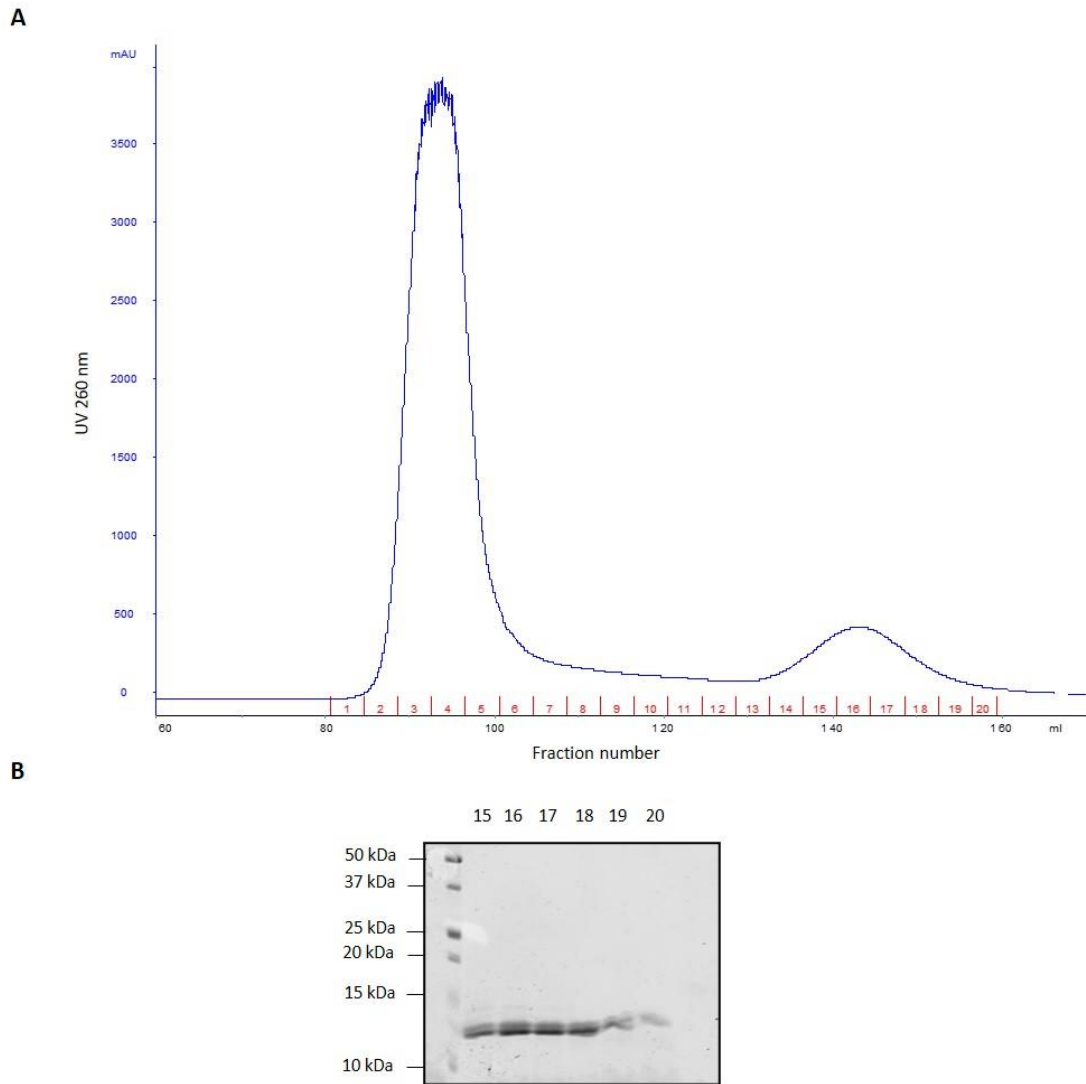 A
mAU
3500
3000
2500
2000
1500
1000
500
0
UV 260 nm
1 2 3 4 5 6 7 8 9 10 11 12 13 14 15 16 17 18 19 20
60 80 100 120 140 160 ml
Fraction number
B
15 16 17 18 19 20
50 kDa
37 kDa
25 kDa
20 kDa
15 kDa
10 kDa